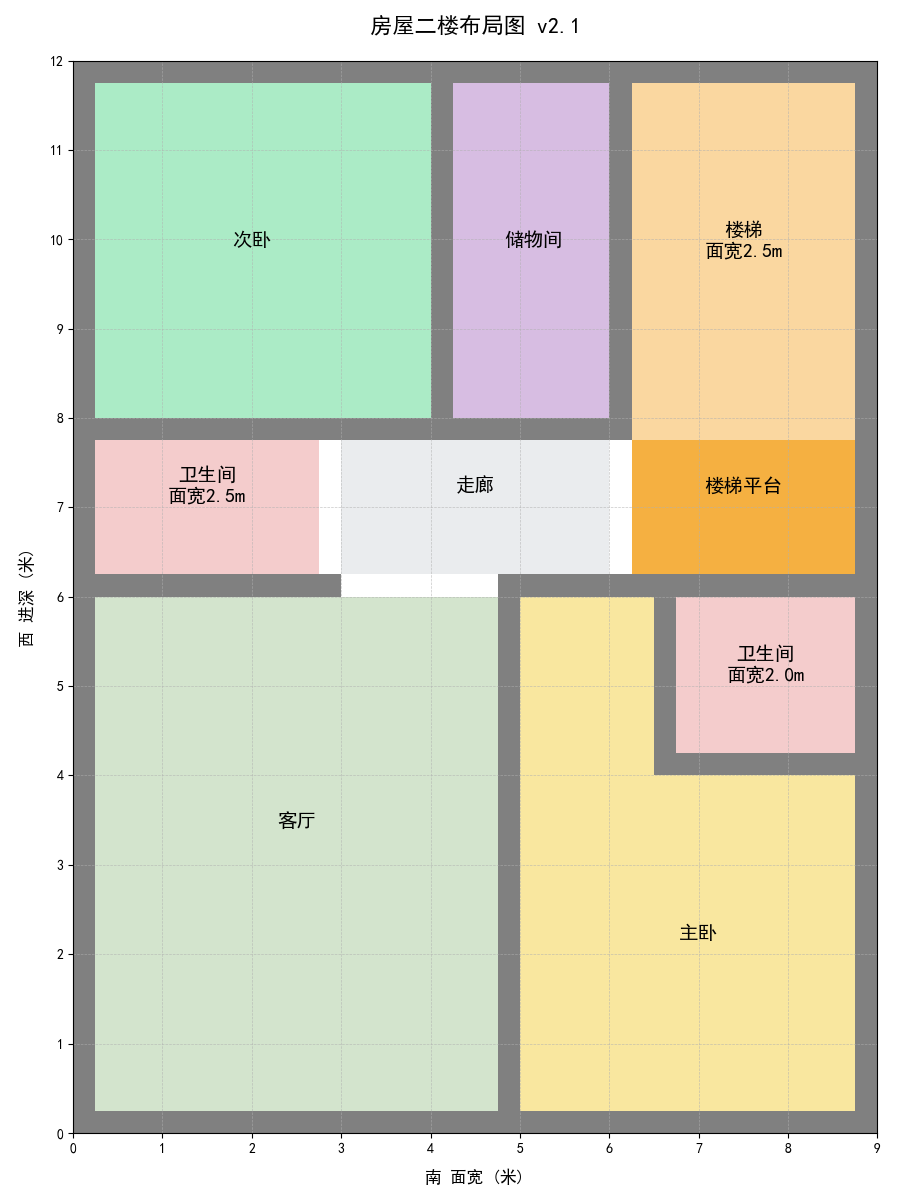 房屋二楼布局图 v2.1
12
11
10
9
8
7
6
5
4
3
2
1
0
西 进深 (米)
次卧
储物间
楼梯
面宽2.5m
卫生间
面宽2.5m
走廊
楼梯平台
卫生间
面宽2.0m
客厅
主卧
0 1 2 3 4 5 6 7 8 9
南 面宽 (米)